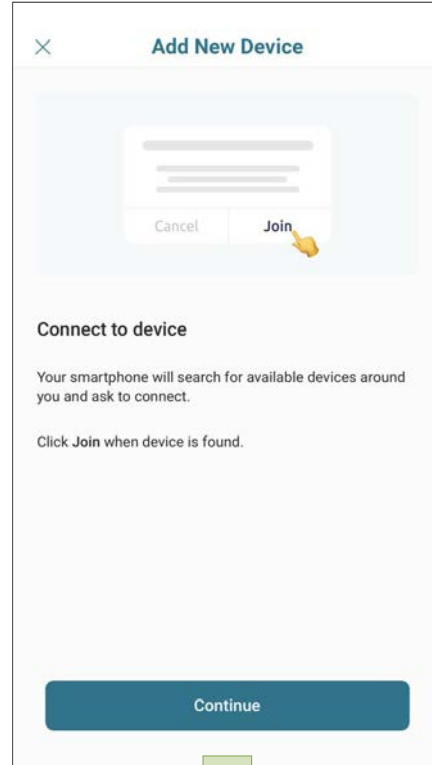 Add New Device
Cancel Join
Connect to device
Your smartphone will search for available devices around
you and ask to connect.
Click Join when device is found.
Continue